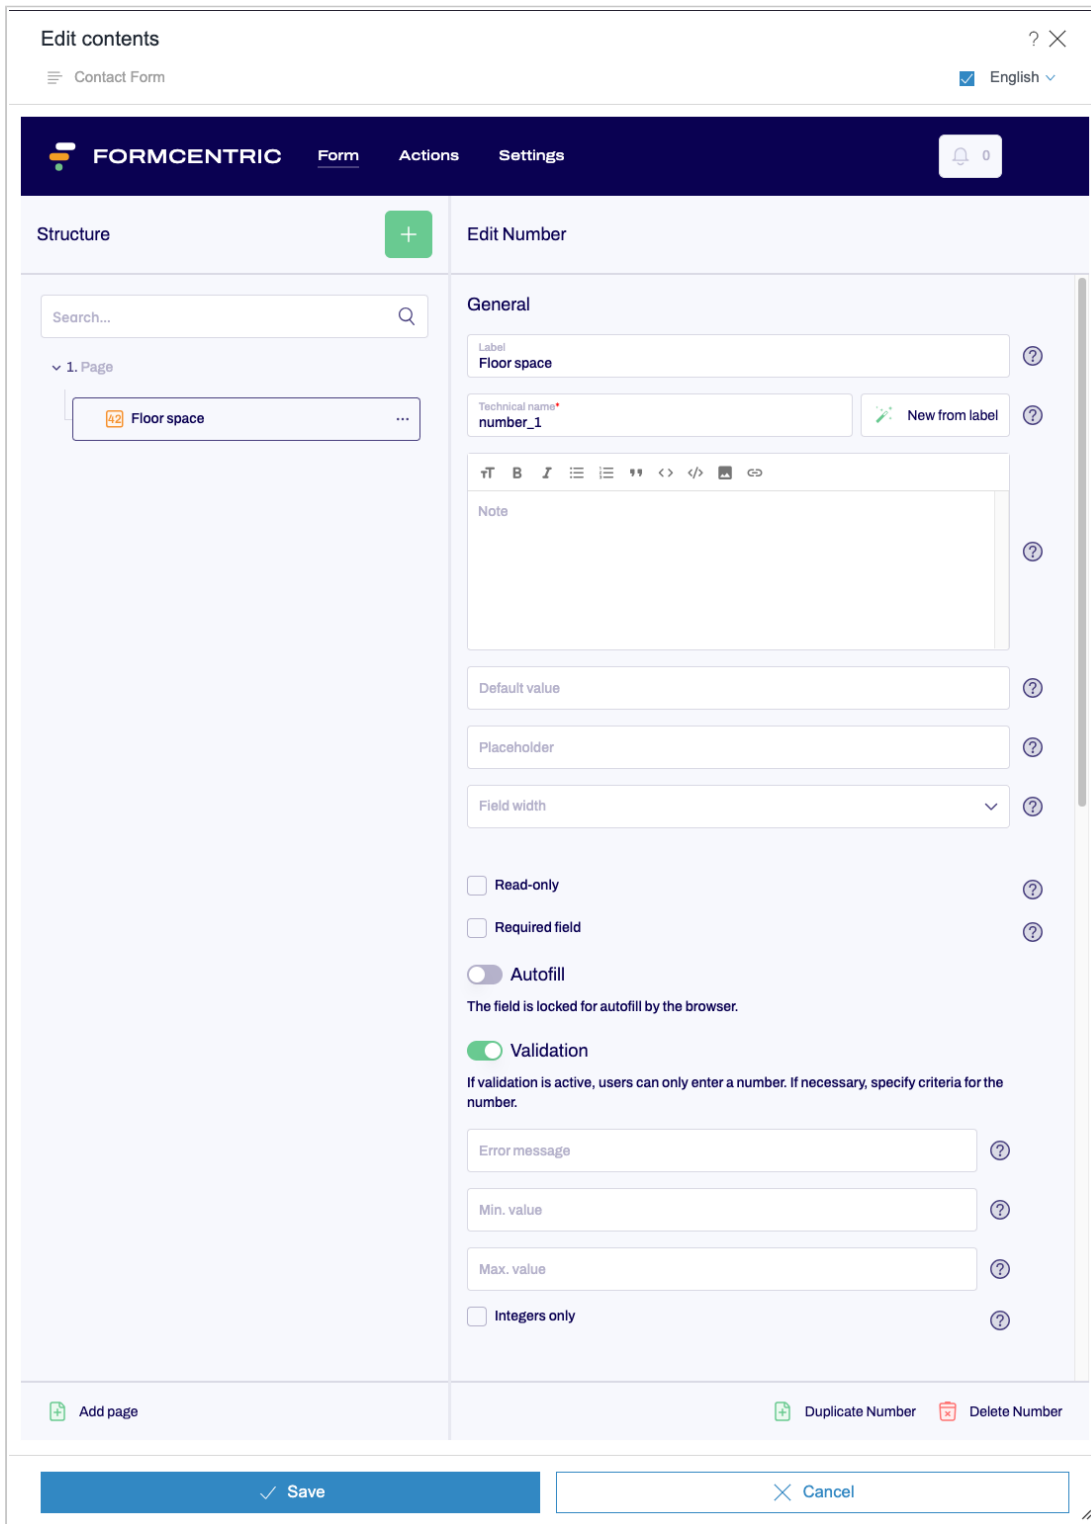 Edit contents
?
Contact Form
English
FORMCENTRIC
Form
Actions
Settings
0
Structure
+
Edit Number
General
Search...
Label
Floor space
?
1. Page
42 Floor space ...
Technical name*
number_1
New from label
?
Note
?
Default value
?
Placeholder
?
Field width
?
Read-only
?
Required field
?
Autofill
The field is locked for autofill by the browser.
Validation
If validation is active, users can only enter a number. If necessary, specify criteria for the
number.
Error message
?
Min. value
?
Max. value
?
Integers only
?
Add page
Duplicate Number
Delete Number
Save
Cancel